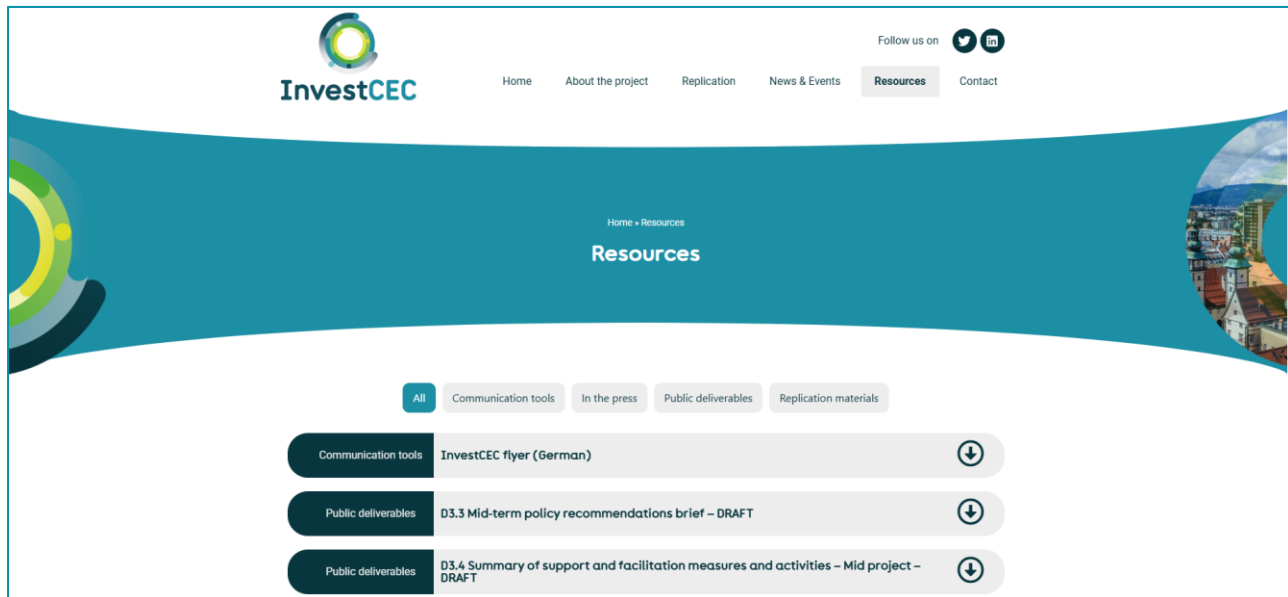 Follow us on
InvestCEC
Home About the project Replication News & Events Resources Contact
Home » Resources
Resources
All Communication tools In the press Public deliverables Replication materials
Communication tools InvestCEC flyer (German)
Public deliverables D3.3 Mid-term policy recommendations brief – DRAFT
Public deliverables D3.4 Summary of support and facilitation measures and activities – Mid project –
DRAFT